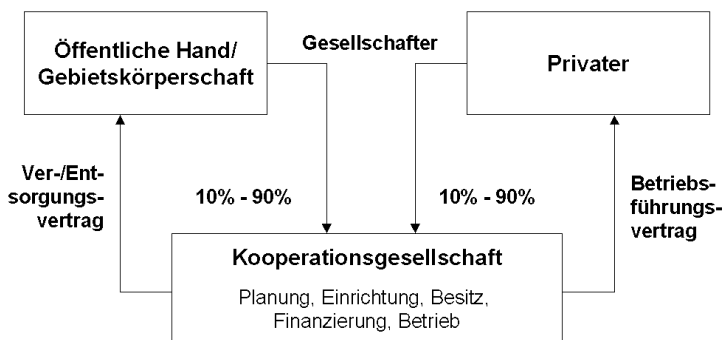 Öffentliche Hand/
Gebietskörperschaft
Gesellschafter
Privater
Ver-/Ent-
sorgungs-
vertrag
10% - 90%
10% - 90%
Betriebs-
führungs-
vertrag
Kooperationsgesellschaft
Planung, Einrichtung, Besitz,
Finanzierung, Betrieb